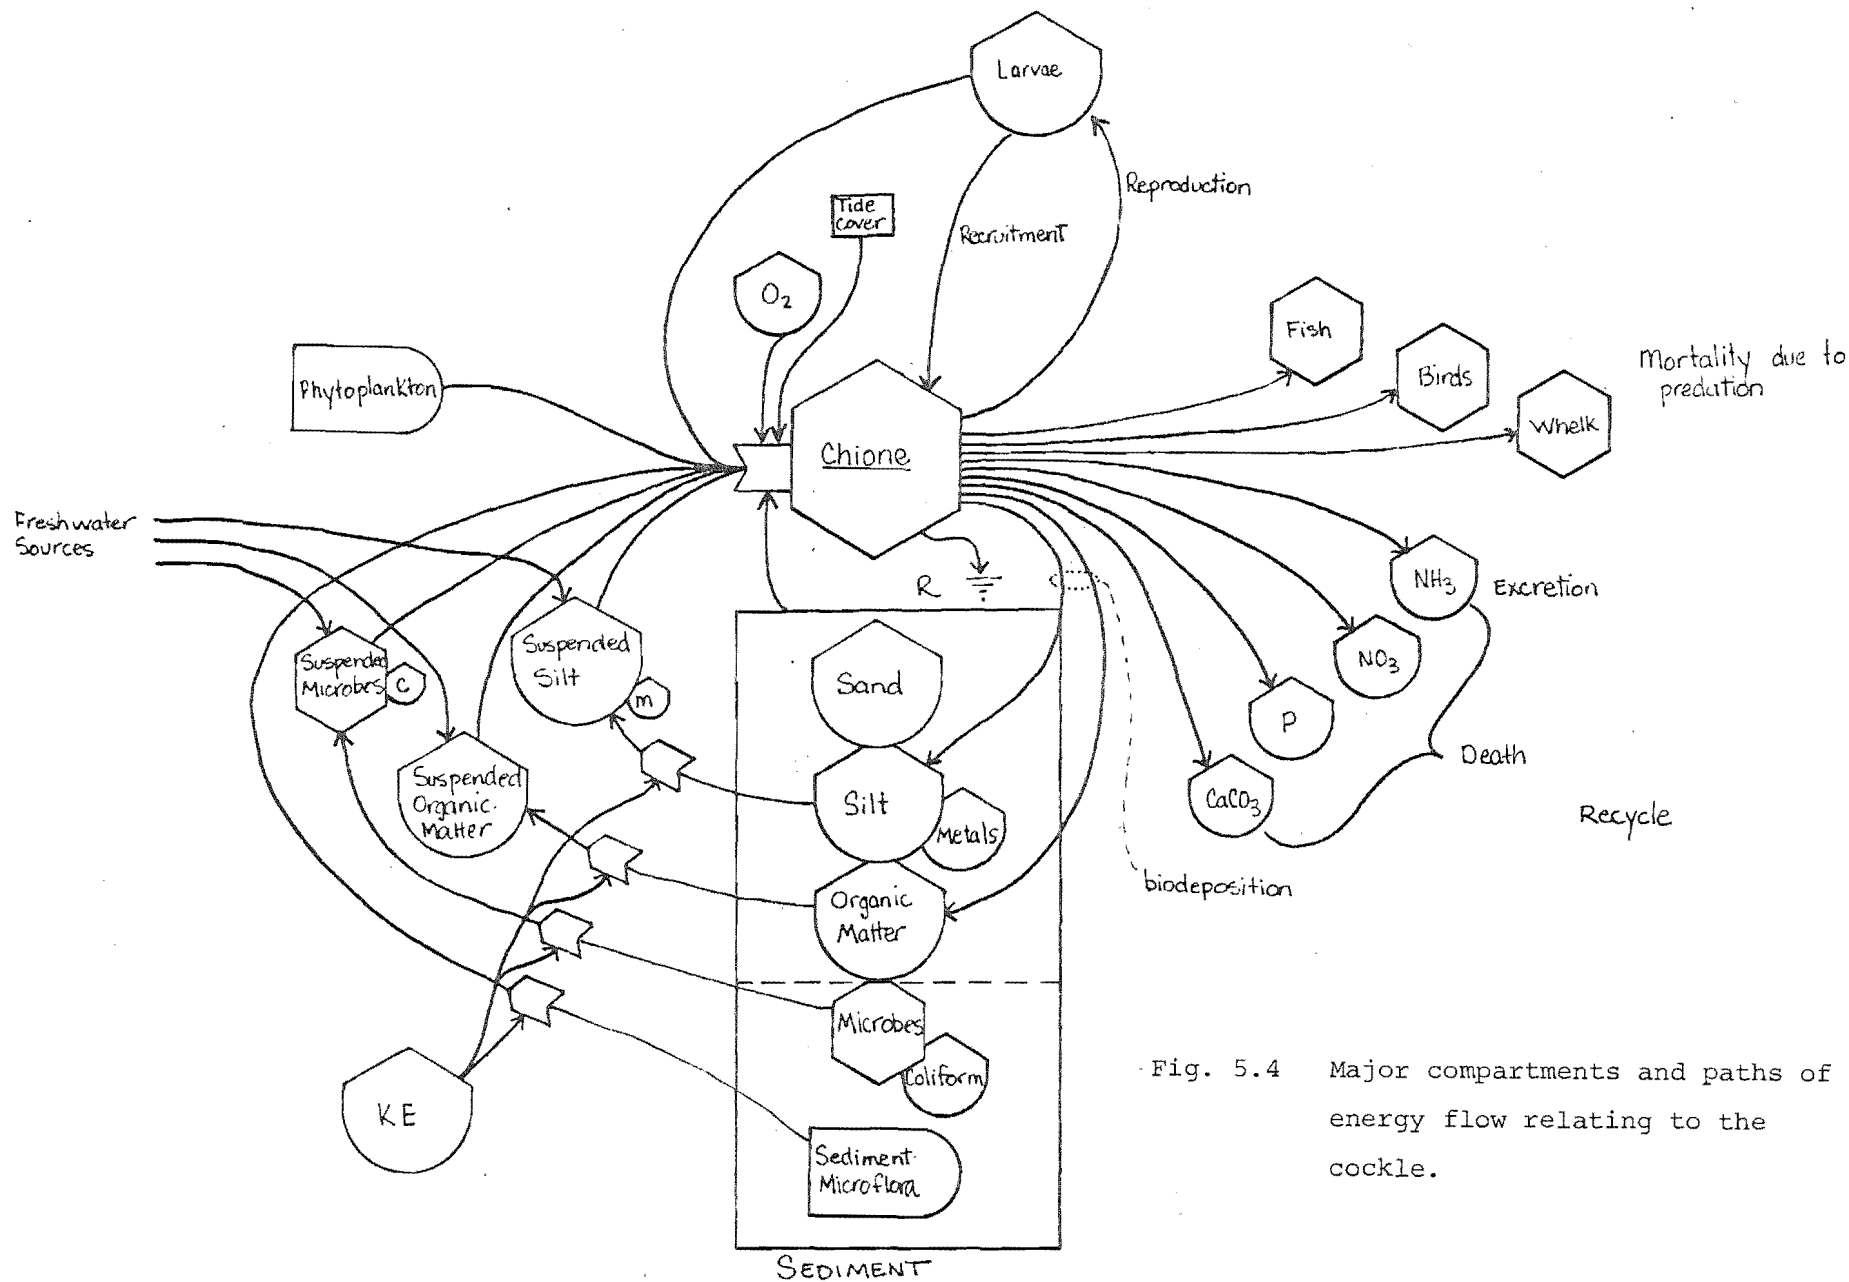 Larvae
Reproduction
Recruitment
Tide
cover
O2
Phytoplankton
Chione
Fish
Birds
Whelk
Mortality due to
predution
Freshwater
Sources
R
NH3
Excretion
NO3
P
CaCO3
Death
Recycle
biodeposition
Suspended
Microbes
C
Suspended
Silt
m
Suspended
Organic
Matter
Sand
Silt
Metals
Organic
Matter
Microbes
Coliform
Sediment
Microflora
KE
SEDIMENT
Fig. 5.4 Major compartments and paths of
energy flow relating to the
cockle.